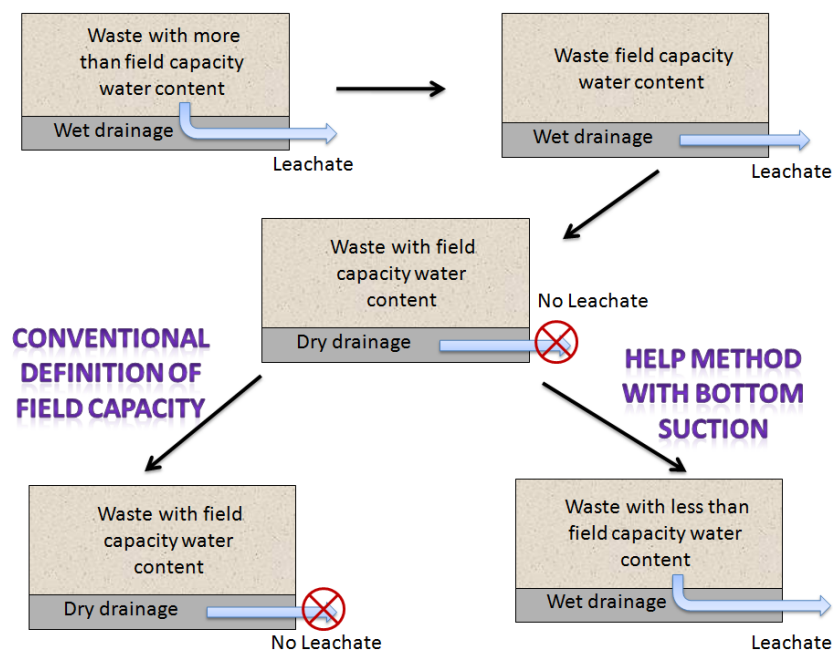 Waste with more
than field capacity
water content
Wet drainage
Leachate
Waste field capacity
water content
Wet drainage
Leachate
Waste with field
capacity water
content
Dry drainage
No Leachate
CONVENTIONAL
DEFINITION OF
FIELD CAPACITY
HELP METHOD
WITH BOTTOM
SUCTION
Waste with field
capacity water
content
Dry drainage
No Leachate
Waste with less than
field capacity water
content
Wet drainage
Leachate